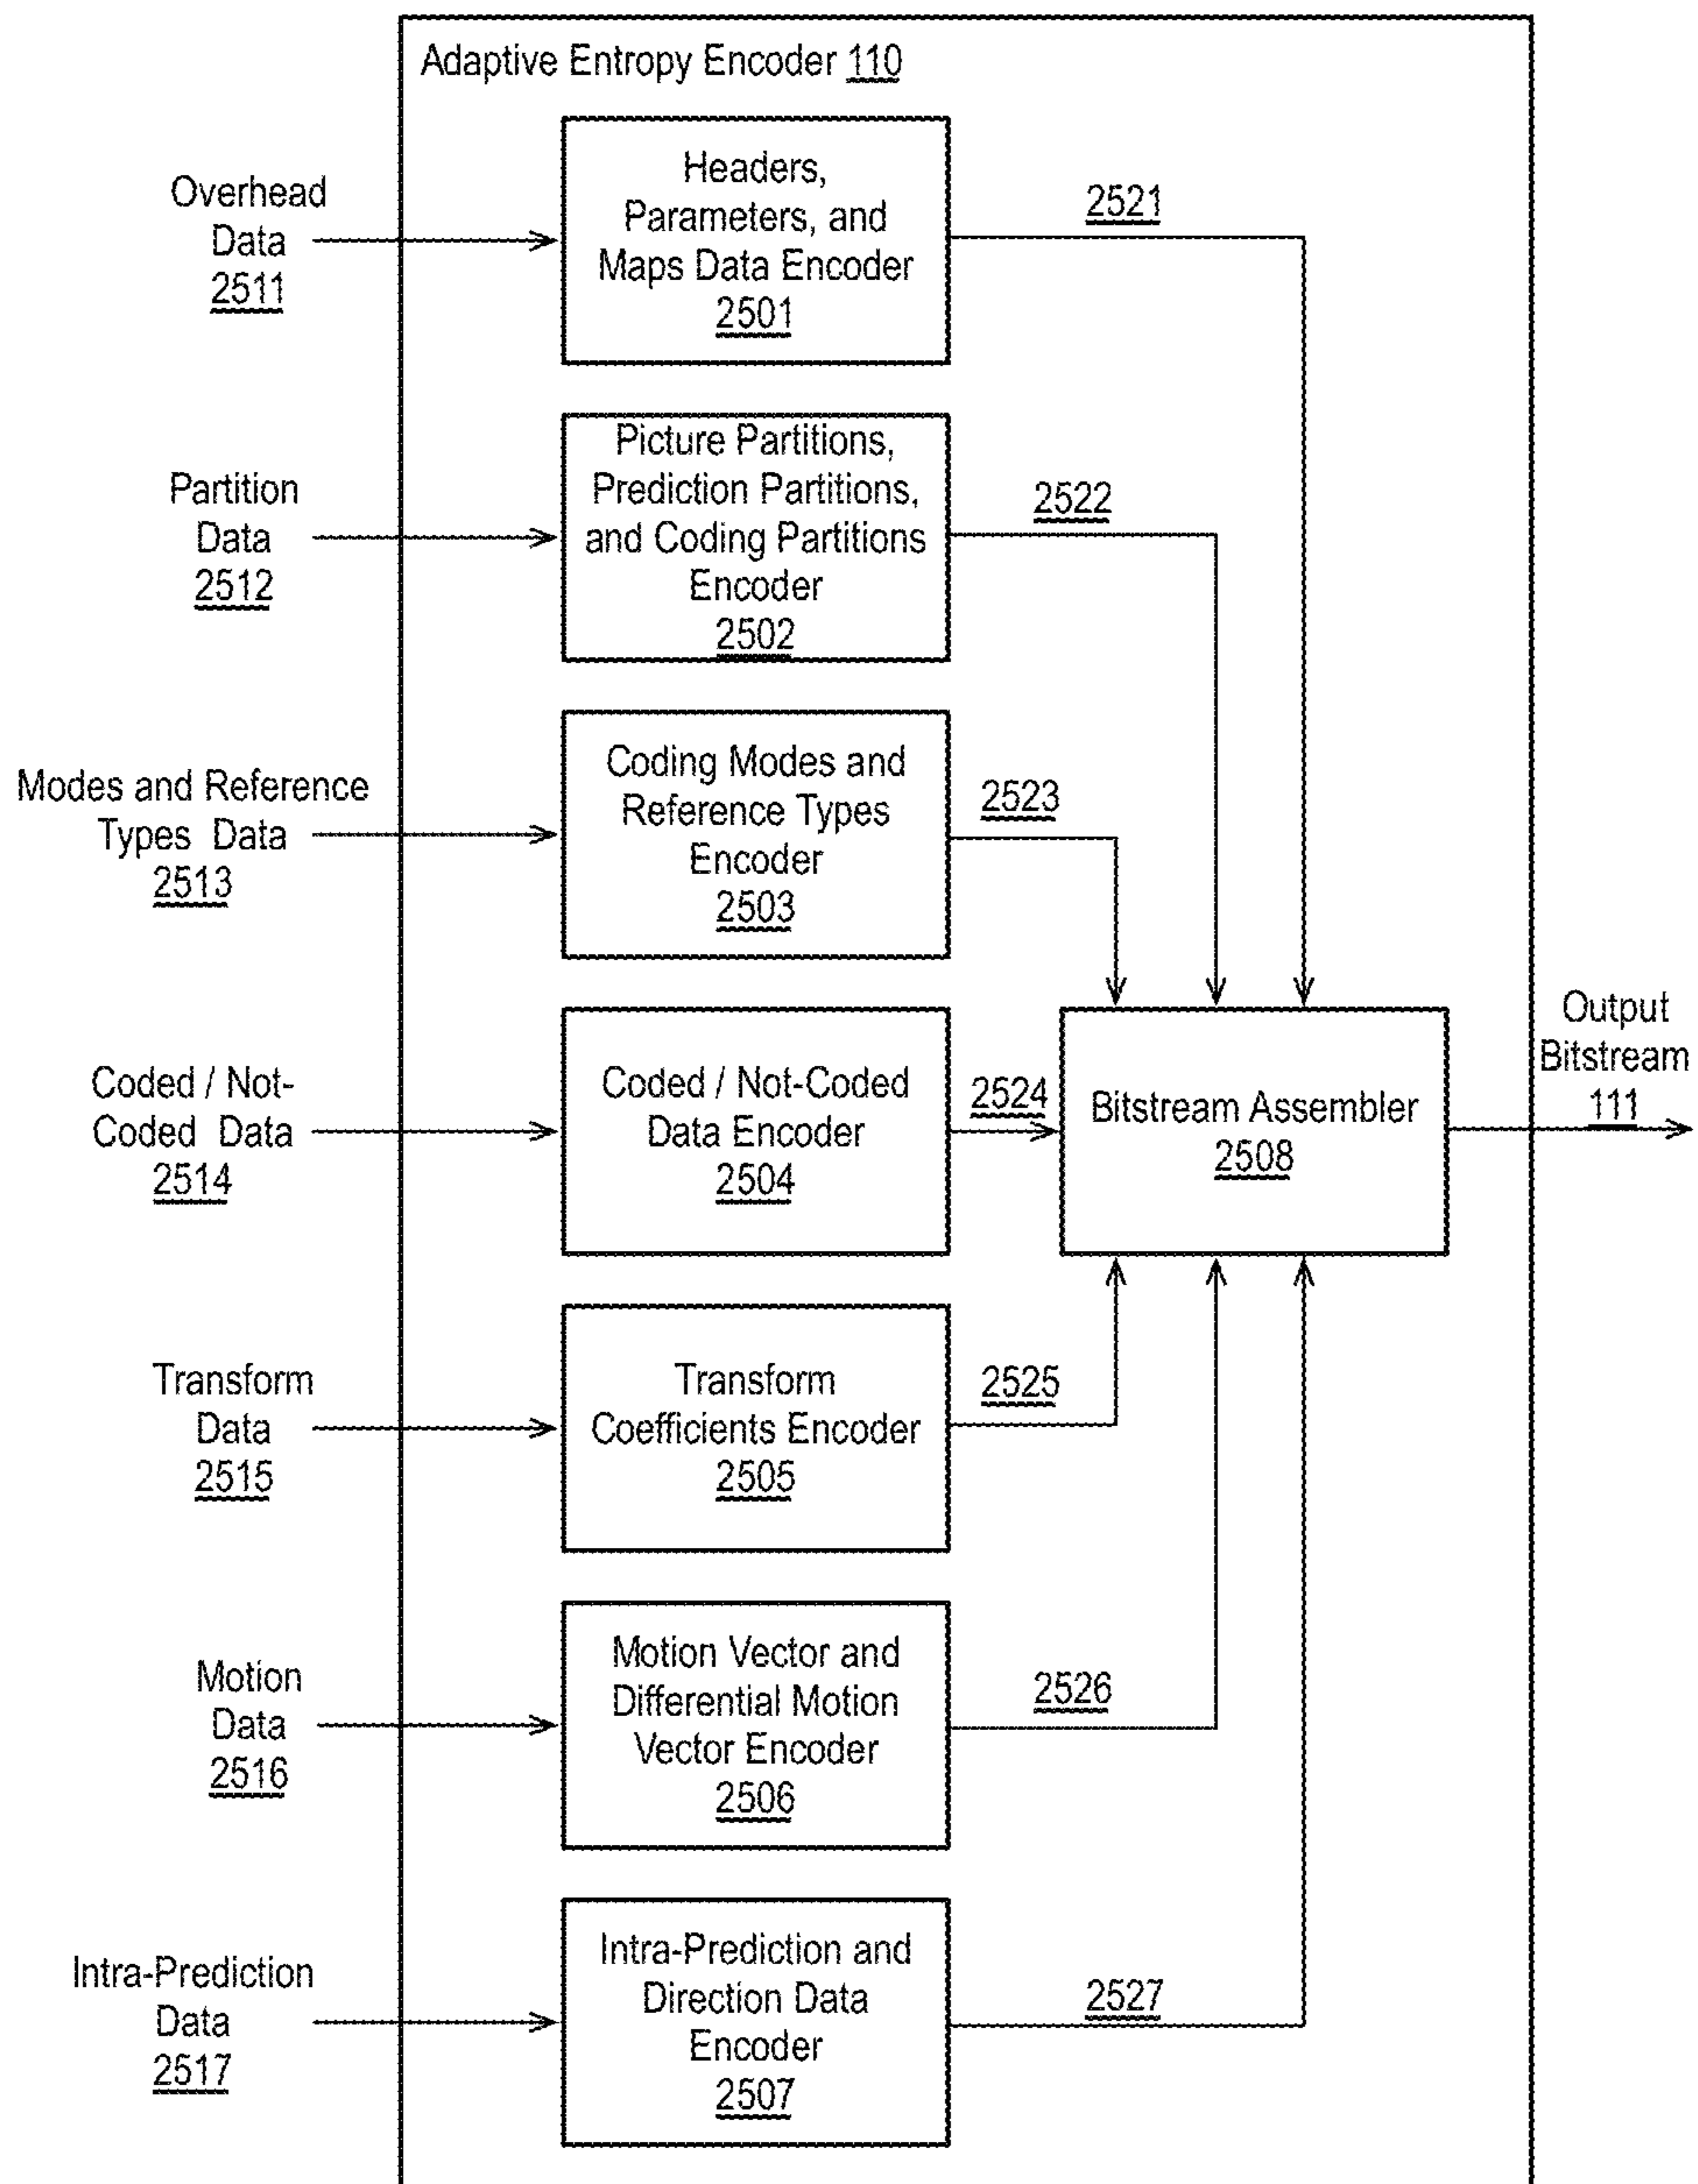 Adaptive Entropy Encoder 110
Overhead
Data
2511
Headers,
Parameters, and
Maps Data Encoder
2501
2521
Partition
Data
2512
Picture Partitions,
Prediction Partitions,
and Coding Partitions
Encoder
2502
2522
Modes and Reference
Types Data
2513
Coding Modes and
Reference Types
Encoder
2503
2523
Coded / Not-
Coded Data
2514
Coded / Not-Coded
Data Encoder
2504
2524
Bitstream Assembler
2508
Output
Bitstream
111
Transform
Data
2515
Transform
Coefficients Encoder
2505
2525
Motion
Data
2516
Motion Vector and
Differential Motion
Vector Encoder
2506
2526
Intra-Prediction
Data
2517
Intra-Prediction and
Direction Data
Encoder
2507
2527